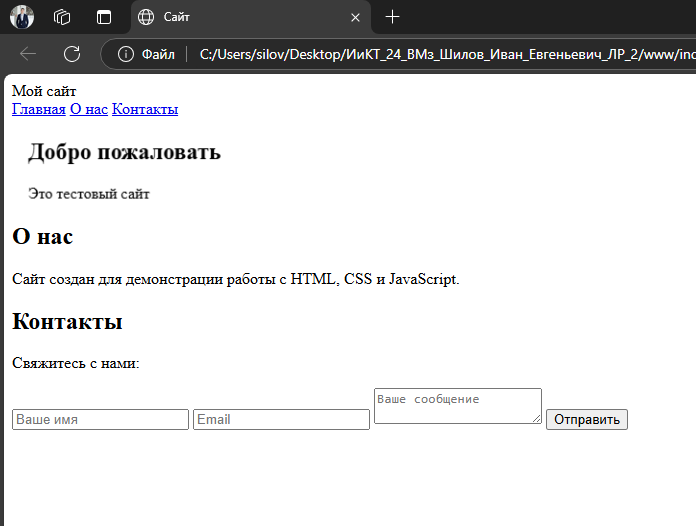 Сайт
Файл C:/Users/silov/Desktop/ИиКТ_24_ВМз_Шилов_Иван_Евгеньевич_ЛР_2/www/inc
Мой сайт
Главная О нас Контакты
Добро пожаловать
Это тестовый сайт
О нас
Сайт создан для демонстрации работы с HTML, CSS и JavaScript.
Контакты
Свяжитесь с нами:
Ваше имя Email Ваше сообщение Отправить